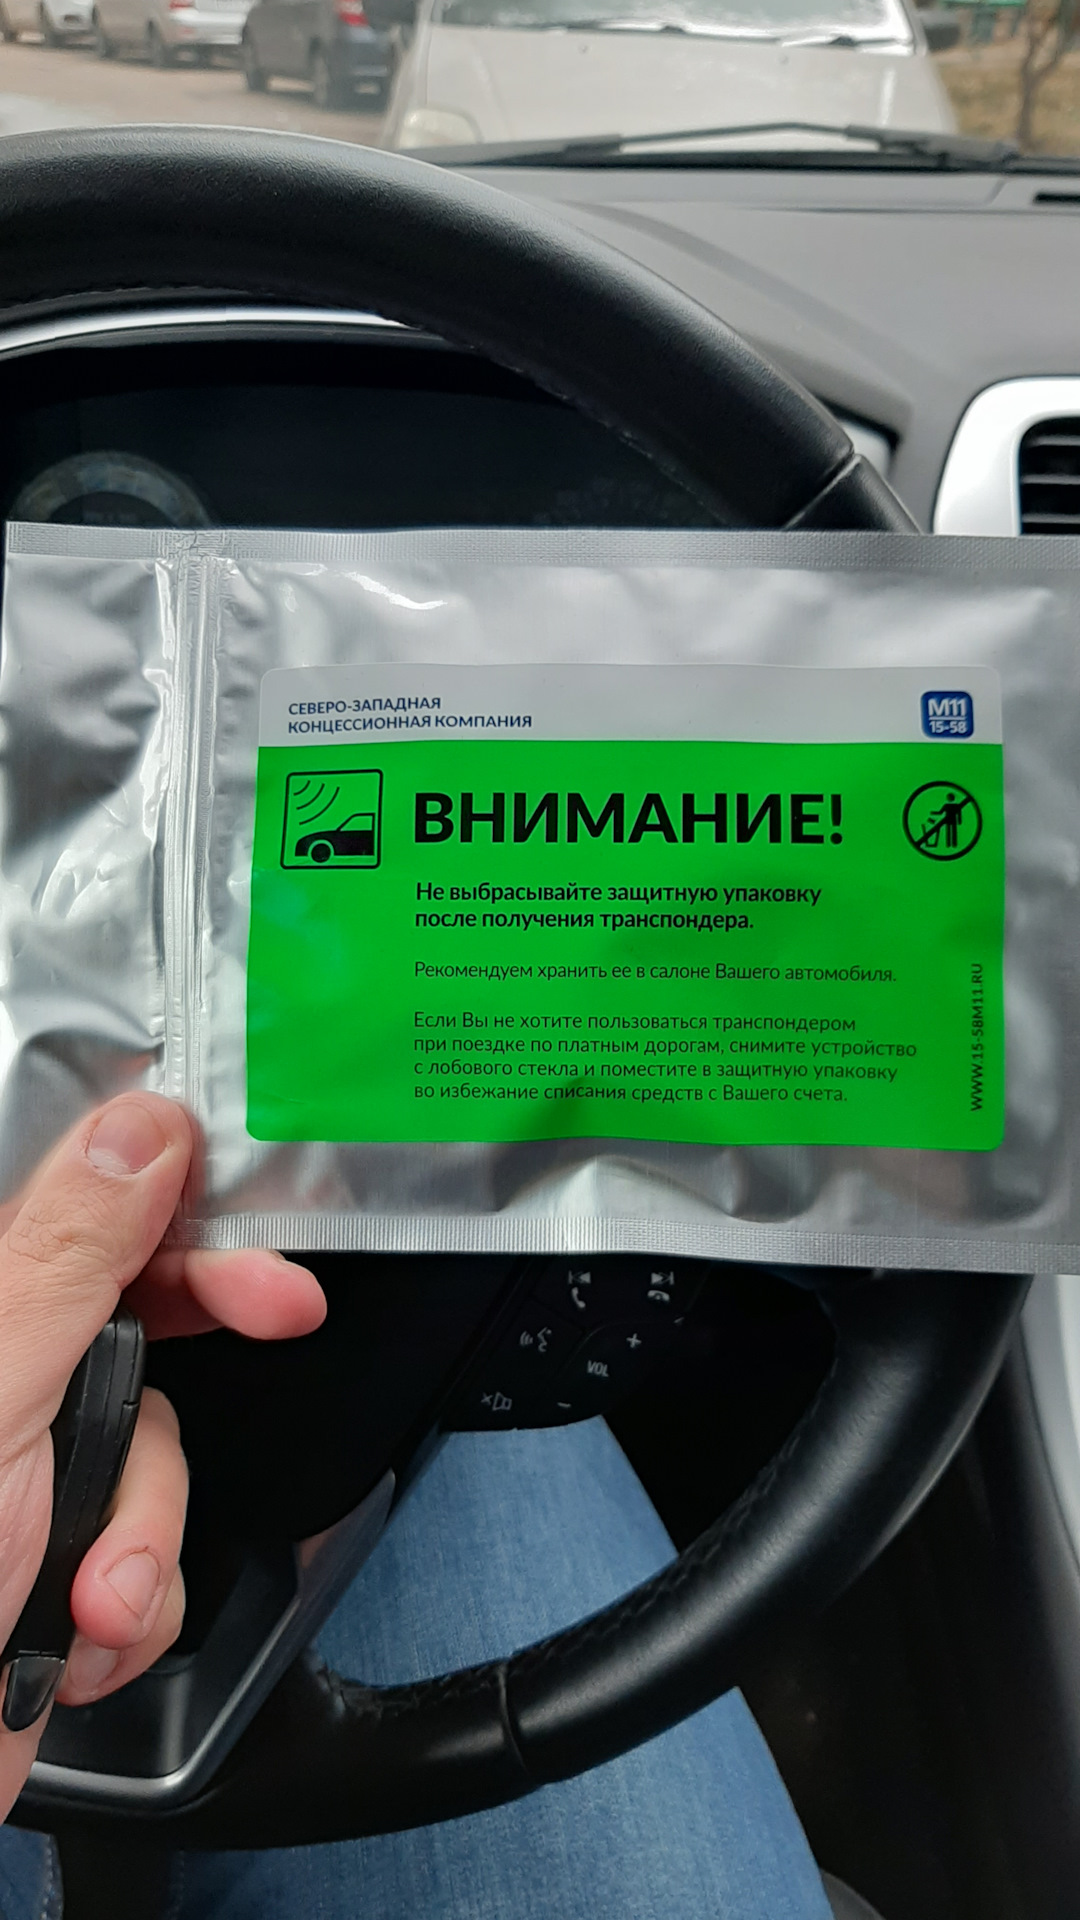 СЕВЕРО-ЗАПАДНАЯ
КОНЦЕССИОННАЯ КОМПАНИЯ
М11
15-58
ВНИМАНИЕ!
Не выбрасывайте защитную упаковку
после получения транспондера.
Рекомендуем хранить ее в салоне Вашего автомобиля.
Если Вы не хотите пользоваться транспондером
при поездке по платным дорогам, снимите устройство
с лобового стекла и поместите в защитную упаковку
во избежание списания средств с Вашего счета.
WWW.15-58M11.RU
VOL